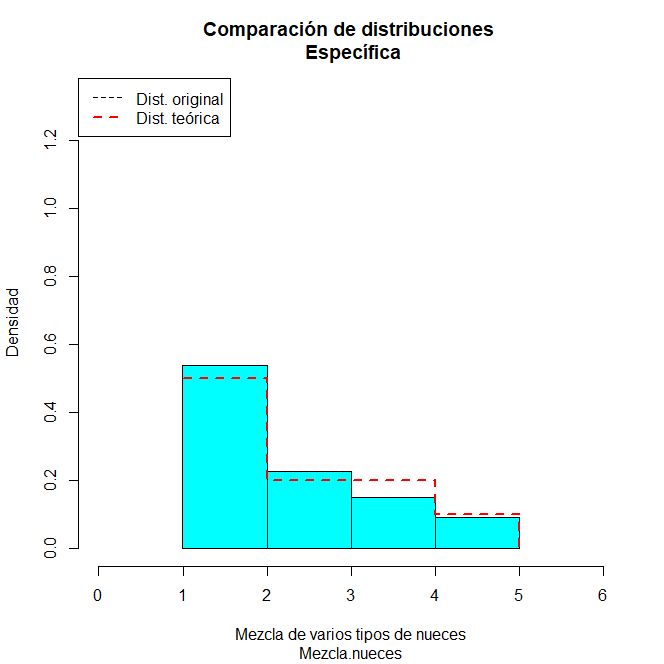 Comparación de distribuciones
Específica
Dist. original
Dist. teórica
Densidad
1.2
1.0
0.8
0.6
0.4
0.2
0.0
0 1 2 3 4 5 6
Mezcla de varios tipos de nueces
Mezcla.nueces